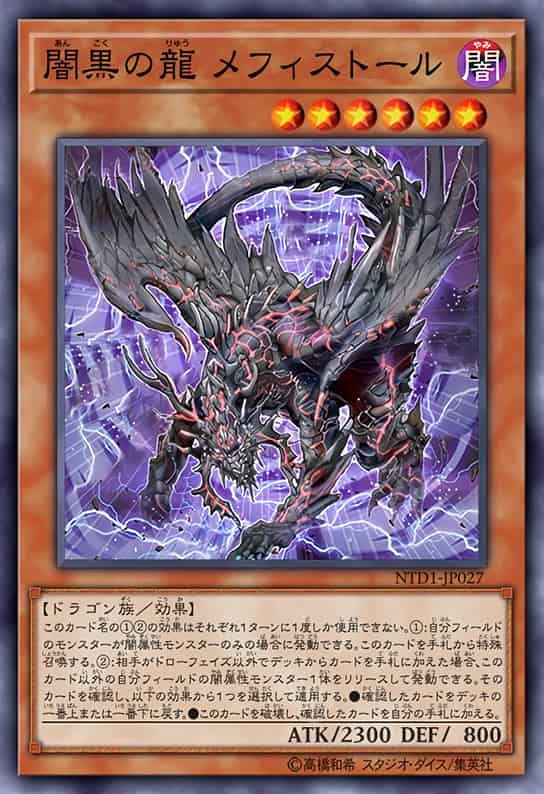 闇黒の龍 メフィストール
闇
NTD1-JP027
【ドラゴン族／効果】
このカード名の①②の効果はそれぞれ1ターンに1度しか使用できない。①:自分フィールド
のモンスターが闇属性モンスターのみの場合に発動できる。このカードを手札から特殊
召喚する。②:相手がドローフェイズ以外でデッキからカードを手札に加えた場合、この
カード以外の自分フィールドの闇属性モンスター1体をリリースして発動できる。その
カードを確認し、以下の効果から1つを選択して適用する。●確認したカードをデッキの
一番上または一番下に戻す。●このカードを破壊し、確認したカードを自分の手札に加える。
ATK/2300 DEF/ 800
©高橋和希 スタジオ・ダイス/集英社